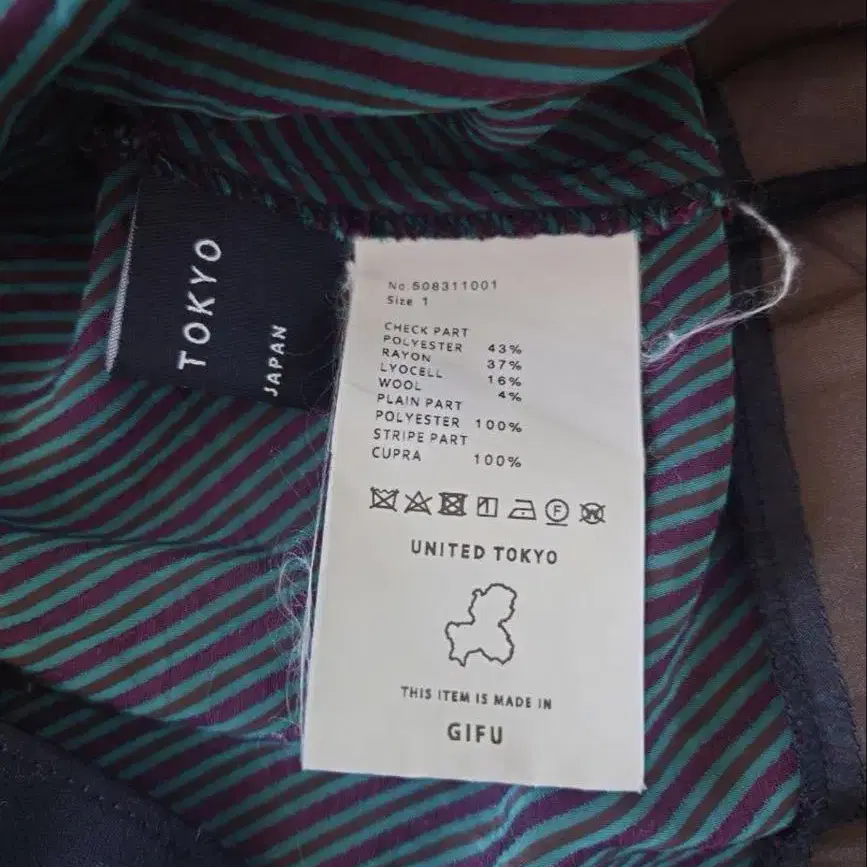 TOKYO
JAPAN
No.508311001
Size 1
CHECK PART
POLYESTER 43%
RAYON 37%
LYOCELL 16%
WOOL 4%
PLAIN PART
POLYESTER 100%
STRIPE PART
CUPRA 100%
F W
UNITED TOKYO
THIS ITEM IS MADE IN
GIFU